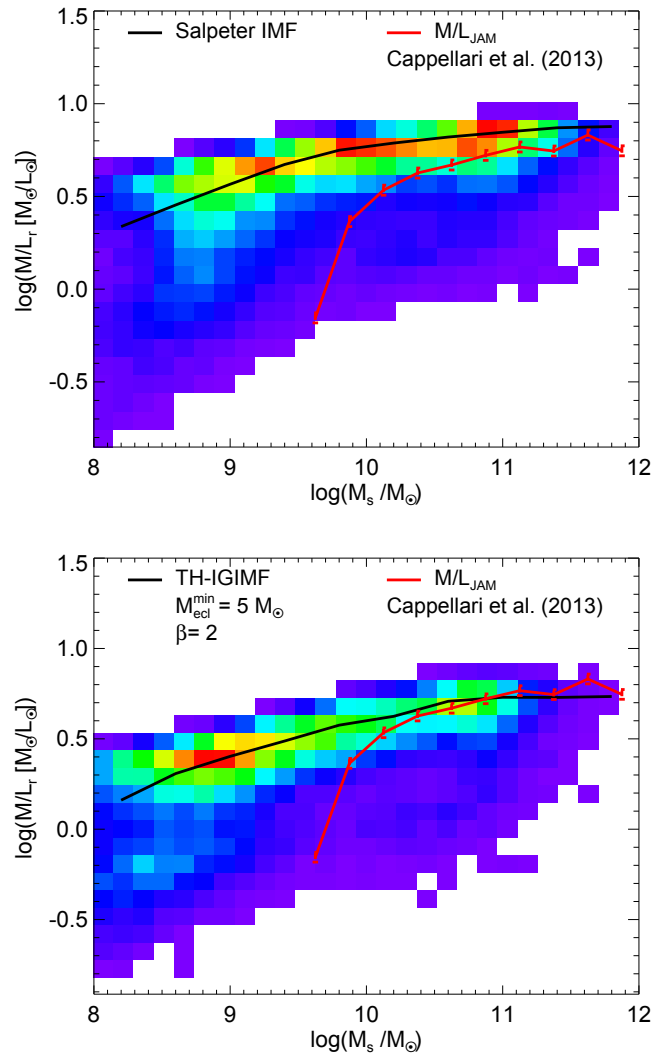 Salpeter IMF
M/L_JAM
Cappellari et al. (2013)
1.5
1.0
0.5
0.0
-0.5
log(M/L_r [M_⊙/L_⊙])
8 9 10 11 12
log(M_s /M_⊙)
TH-IGIMF
M_ecl^min = 5 M_⊙
β= 2
M/L_JAM
Cappellari et al. (2013)
1.5
1.0
0.5
0.0
-0.5
log(M/L_r [M_⊙/L_⊙])
8 9 10 11 12
log(M_s /M_⊙)